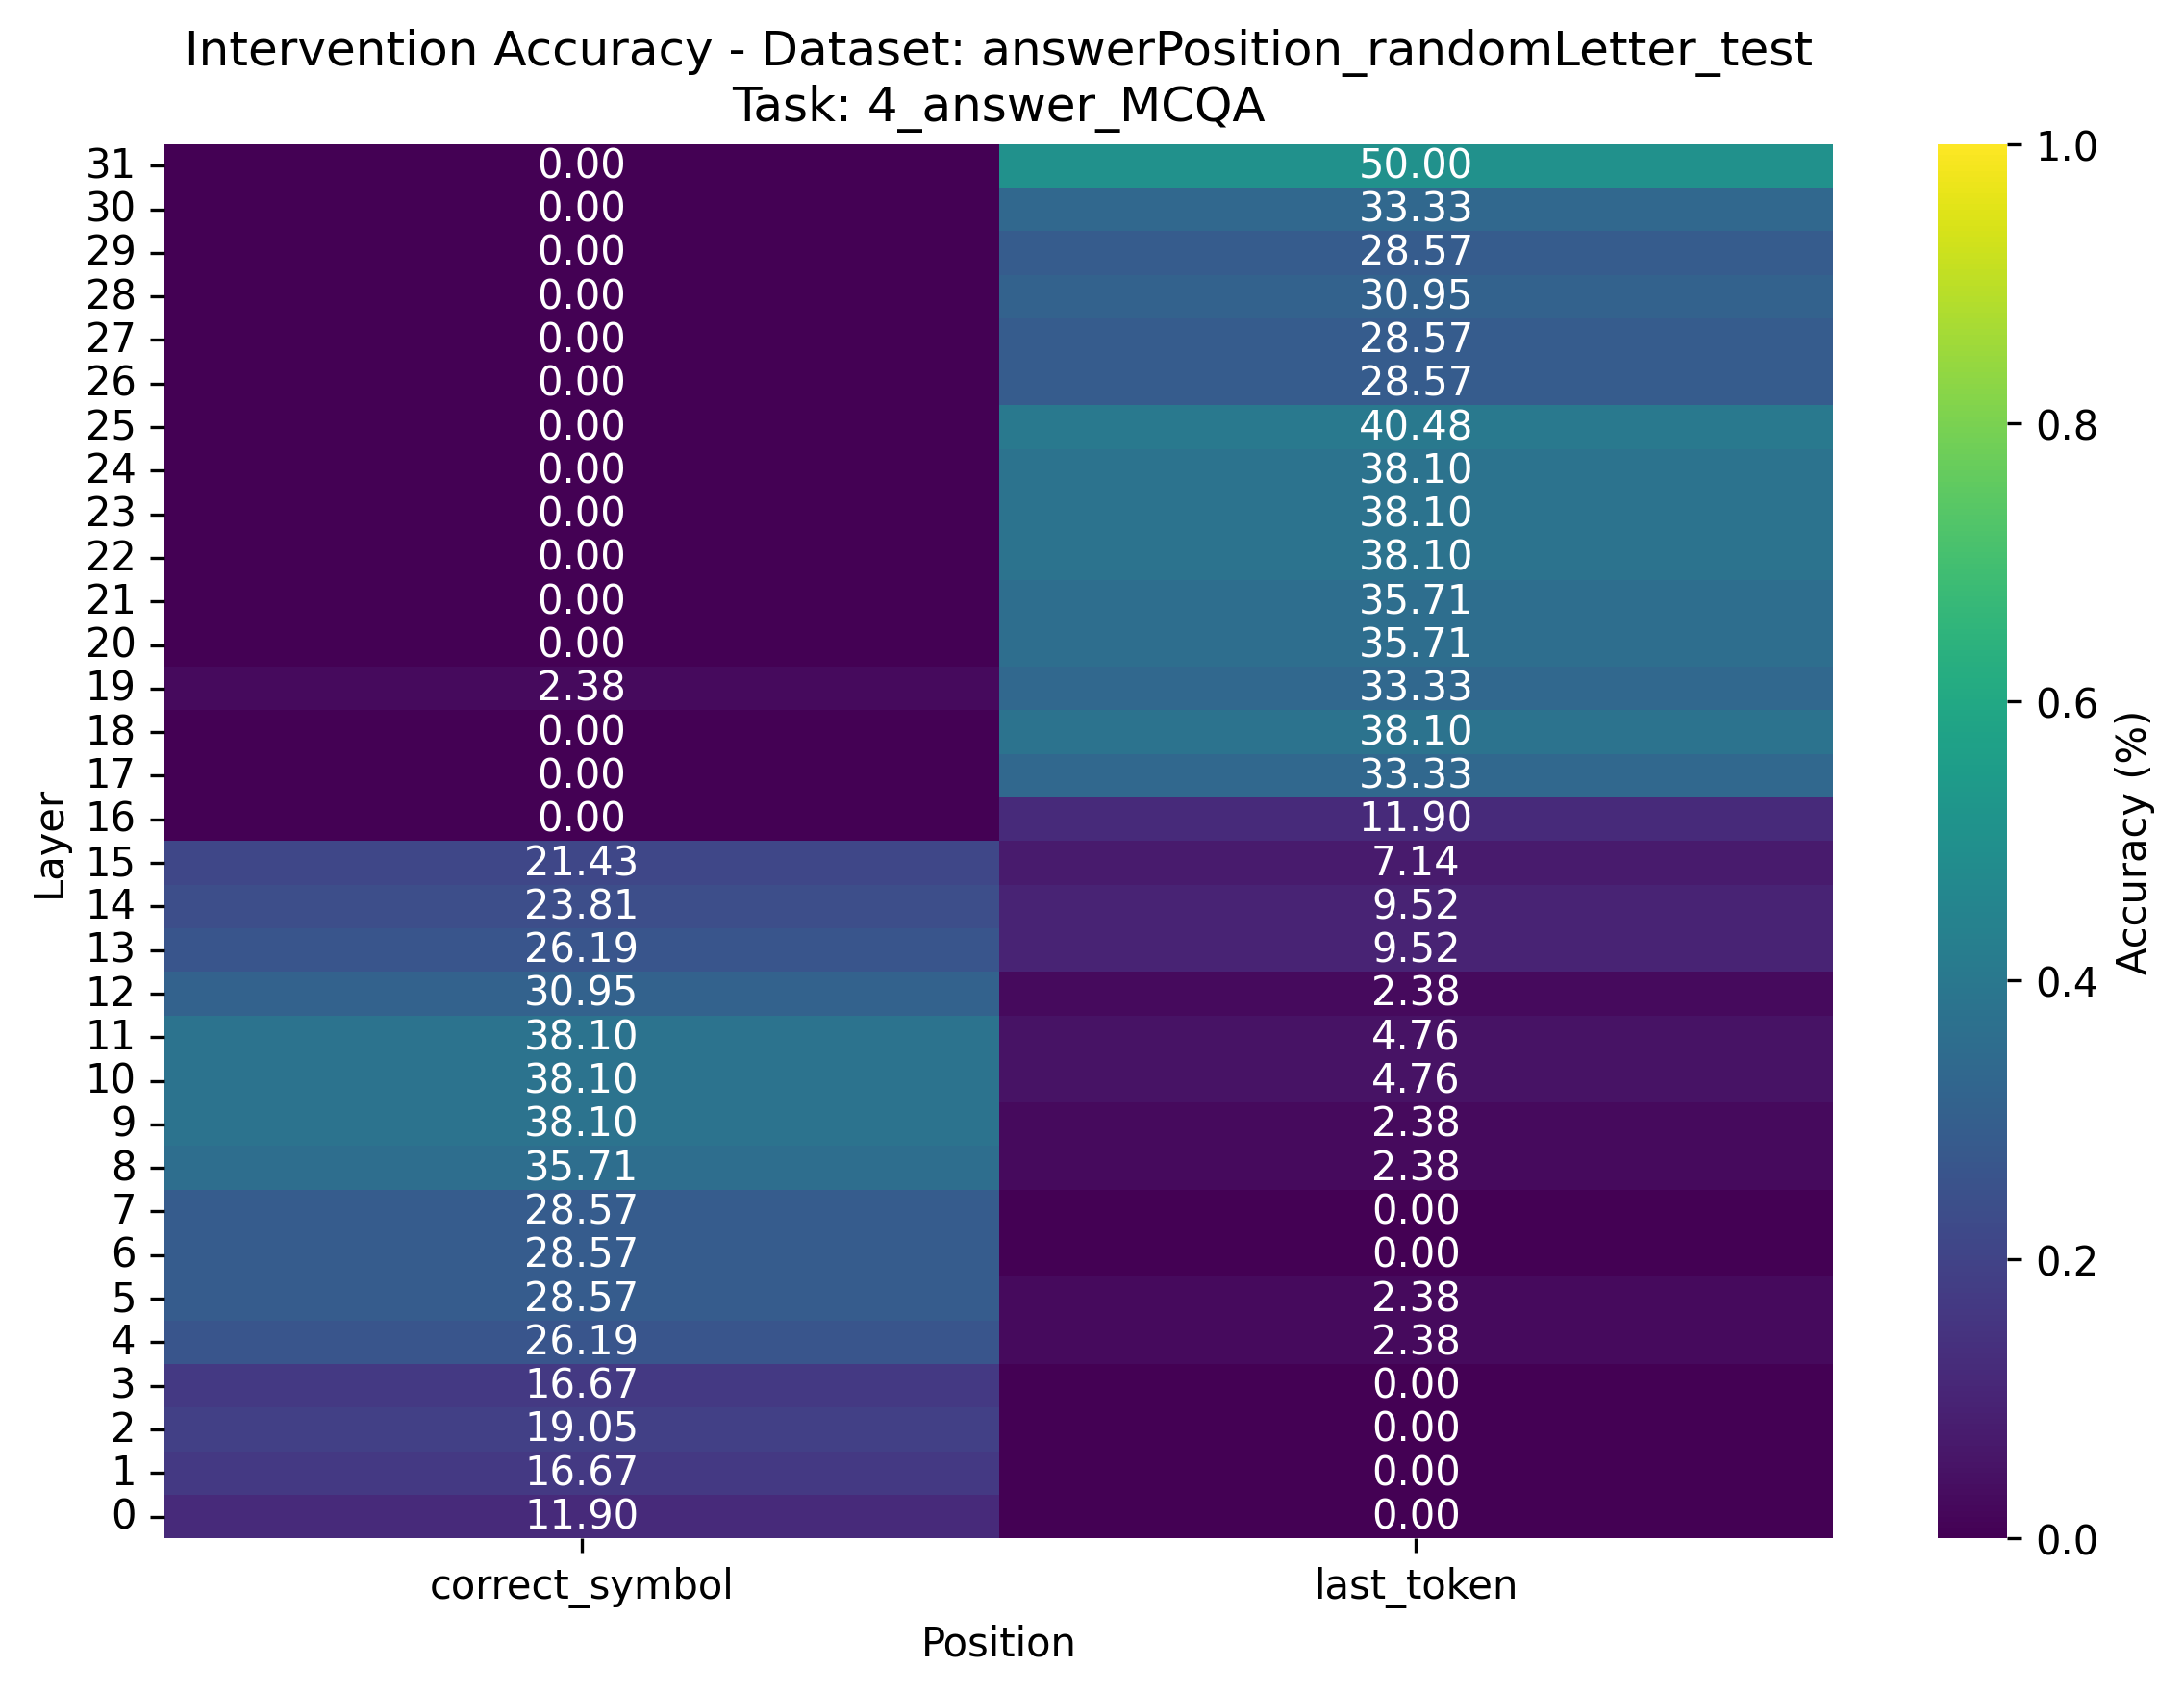 Intervention Accuracy - Dataset: answerPosition_randomLetter_test
Task: 4_answer_MCQA
31 0.00 50.00
30 0.00 33.33
29 0.00 28.57
28 0.00 30.95
27 0.00 28.57
26 0.00 28.57
25 0.00 40.48
24 0.00 38.10
23 0.00 38.10
22 0.00 38.10
21 0.00 35.71
20 0.00 35.71
19 2.38 33.33
18 0.00 38.10
17 0.00 33.33
16 0.00 11.90
15 21.43 7.14
14 23.81 9.52
13 26.19 9.52
12 30.95 2.38
11 38.10 4.76
10 38.10 4.76
9 38.10 2.38
8 35.71 2.38
7 28.57 0.00
6 28.57 0.00
5 28.57 2.38
4 26.19 2.38
3 16.67 0.00
2 19.05 0.00
1 16.67 0.00
0 11.90 0.00
correct_symbol last_token
Position
Layer
1.0
0.8
0.6
0.4
0.2
0.0
Accuracy (%)